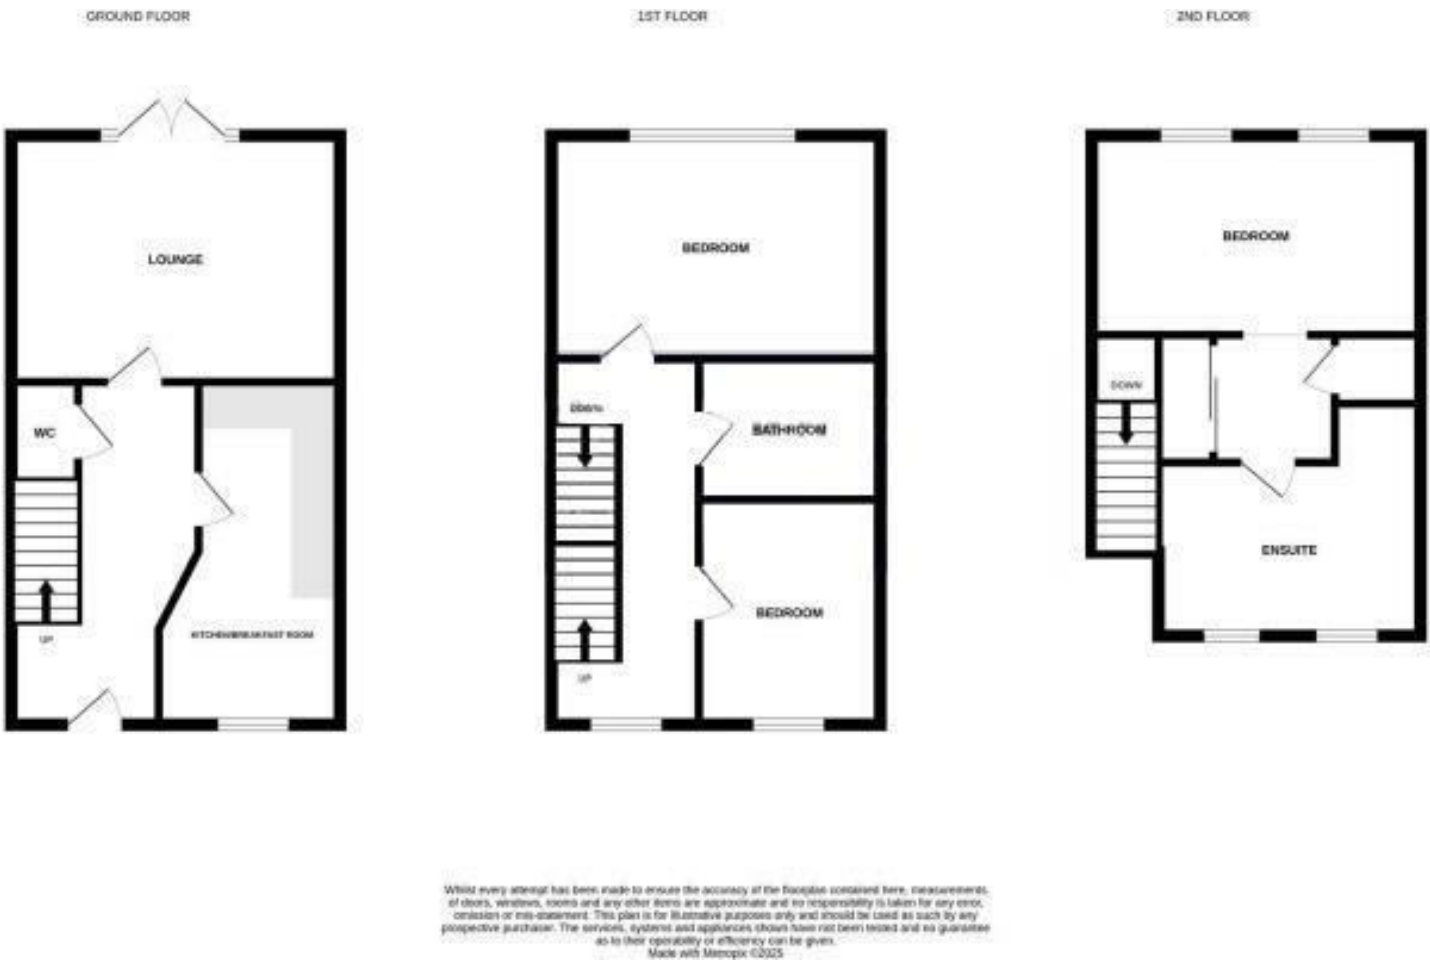 GROUND FLOOR
1ST FLOOR
2ND FLOOR
LOUNGE
WC
UP
KITCHEN/BREAKFAST ROOM
BEDROOM
DOWN
BATHROOM
BEDROOM
UP
BEDROOM
DOWN
ENSUITE
Whilst every attempt has been made to ensure the accuracy of the floorplan contained here, measurements
of doors, windows, rooms and any other items are approximate and no responsibility is taken for any error,
omission or mis-statement. This plan is for illustrative purposes only and should be used as such by any
prospective purchaser. The services, systems and appliances shown have not been tested and no guarantee
as to their operability or efficiency can be given.
Made with Metropix ©2025